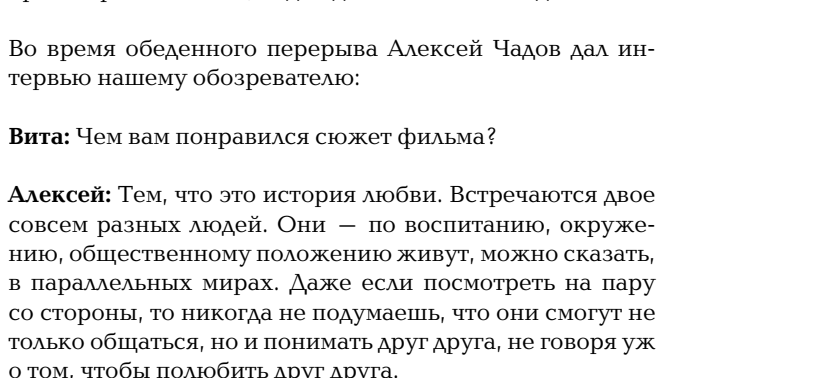 Во время обеденного перерыва Алексей Чадов дал ин-
тервью нашему обозревателю:
Вита: Чем вам понравился сюжет фильма?
Алексей: Тем, что это история любви. Встречаются двое
совсем разных людей. Они — по воспитанию, окруже-
нию, общественному положению живут, можно сказать,
в параллельных мирах. Даже если посмотреть на пару
со стороны, то никогда не подумаешь, что они смогут не
только общаться, но и понимать друг друга, не говоря уж
о том, чтобы полюбить друг друга.